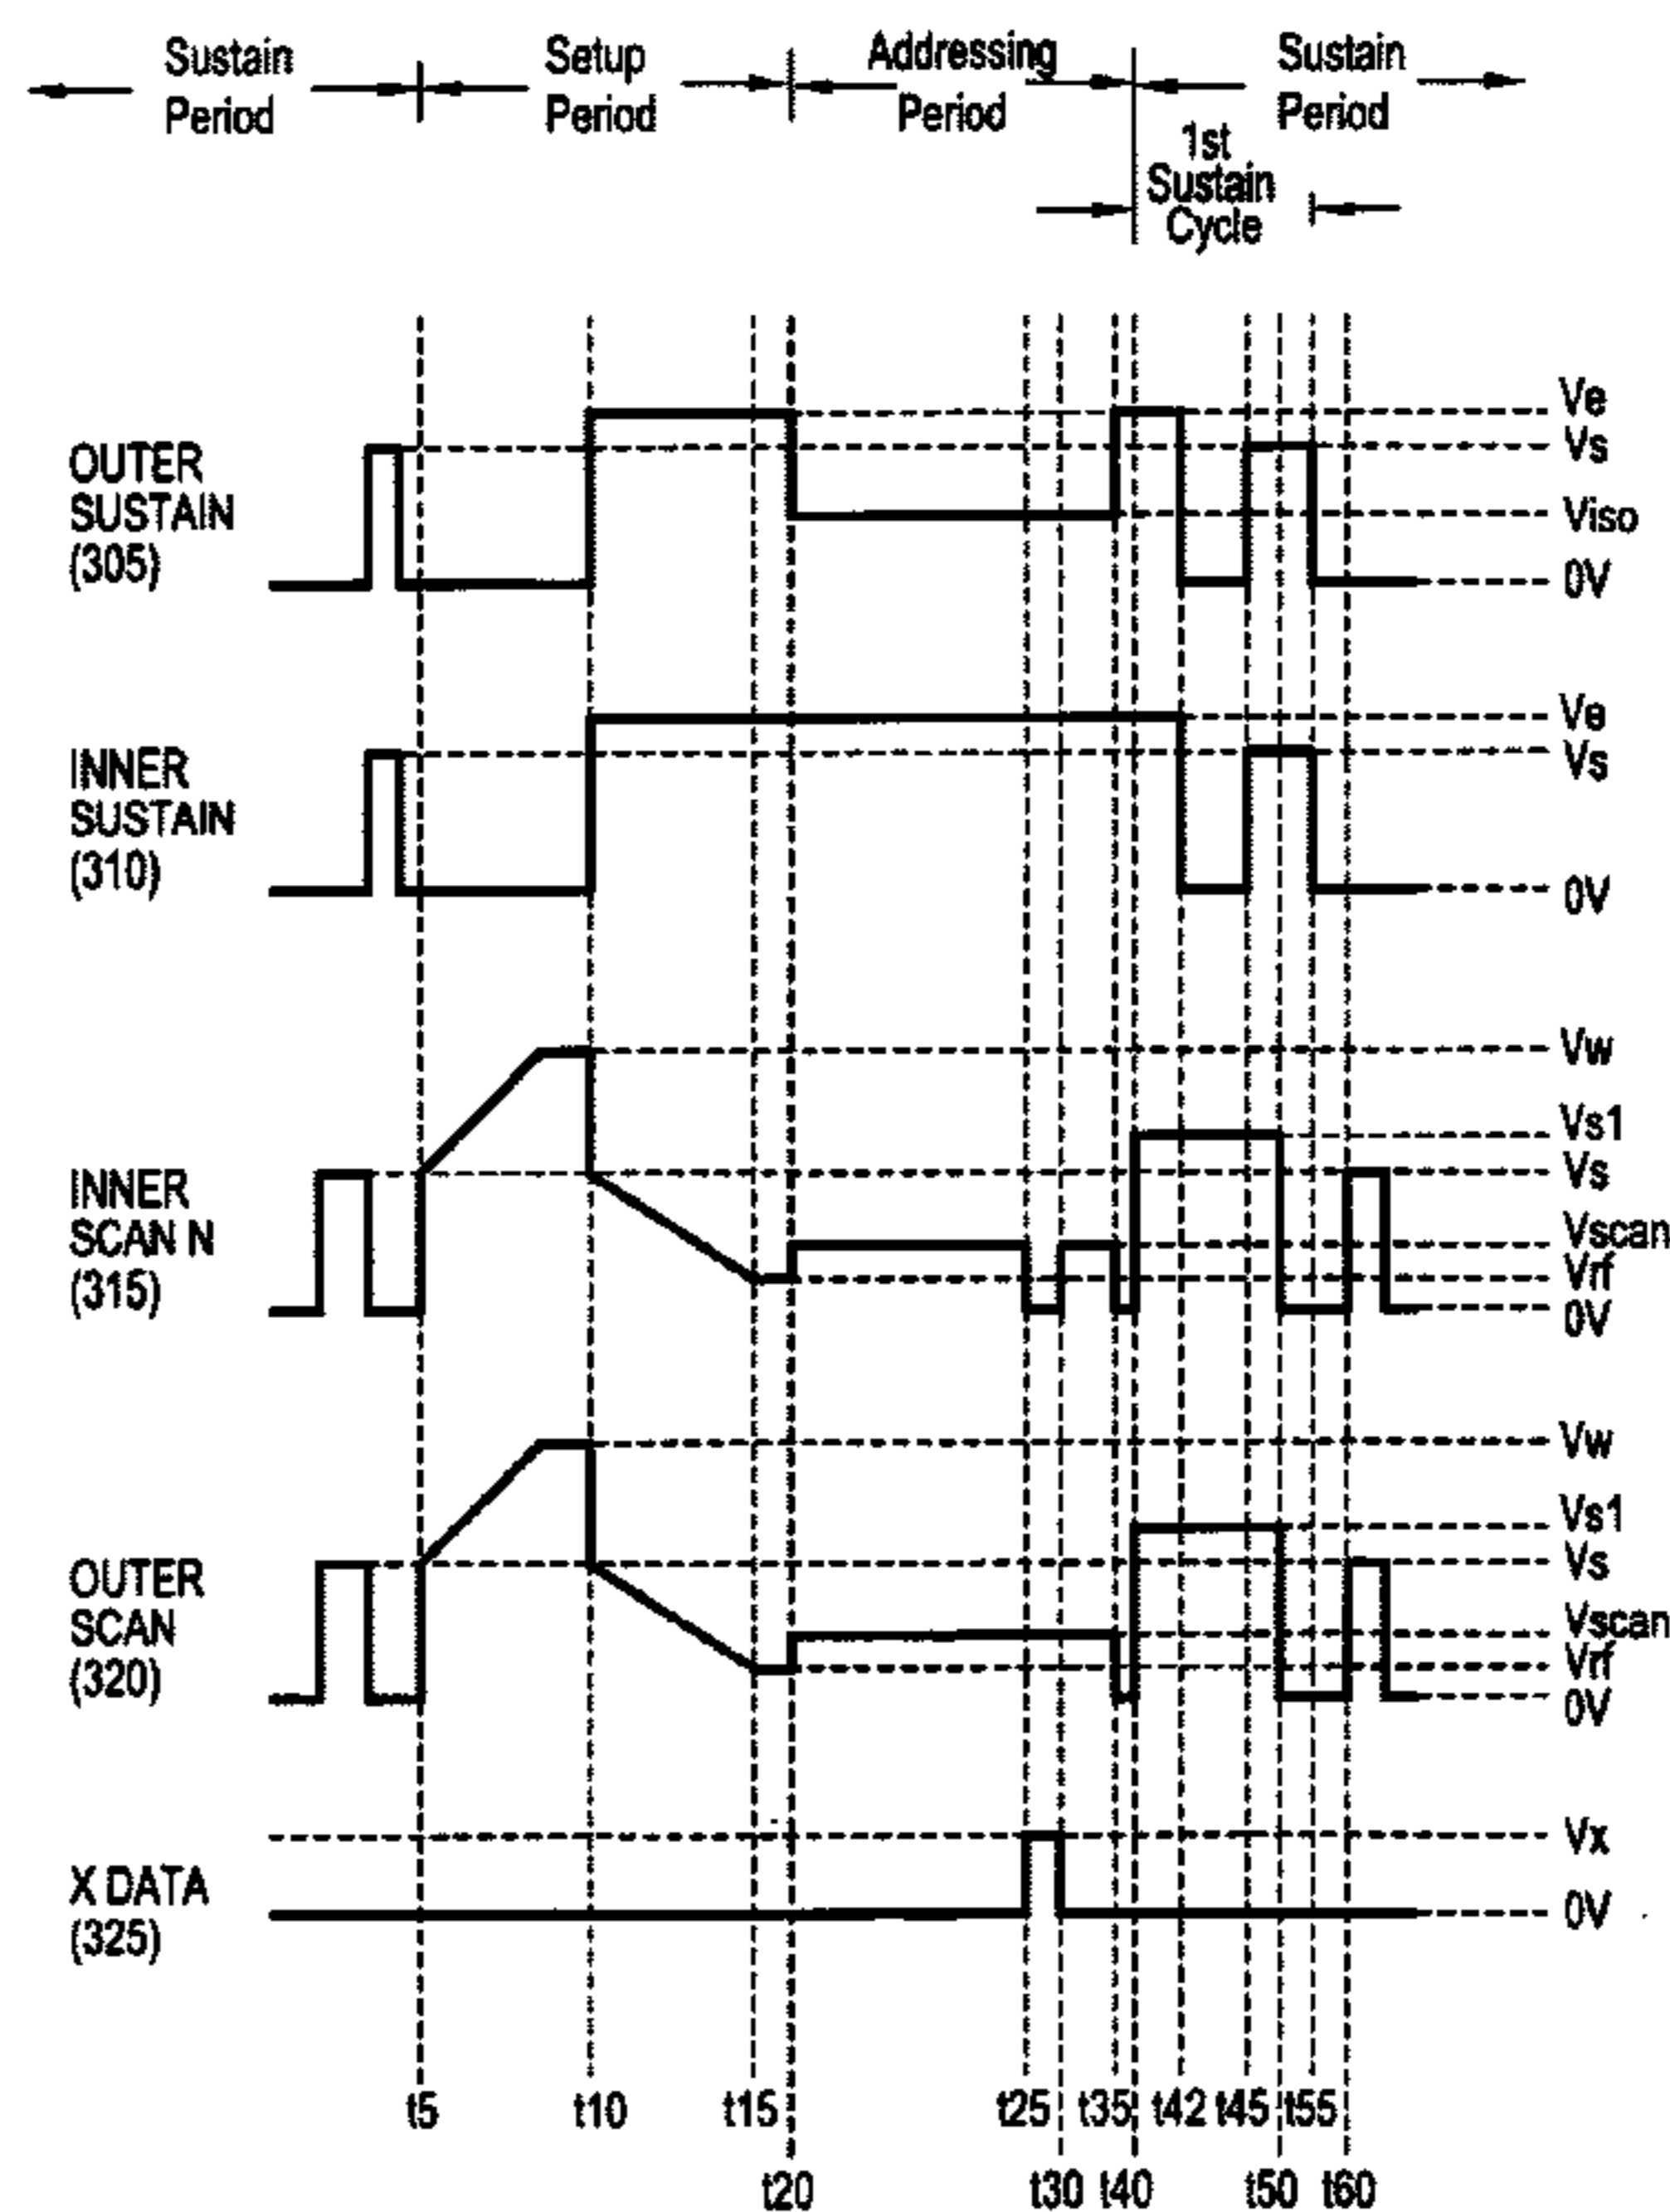 Sustain
Period
Setup
Period
Addressing
Period
Sustain
Period
1st
Sustain
Cycle
OUTER
SUSTAIN
(305)
Ve
Vs
Viso
0V
INNER
SUSTAIN
(310)
Ve
Vs
0V
INNER
SCAN N
(315)
Vw
Vs1
Vs
Vscan
Vrf
0V
OUTER
SCAN
(320)
Vw
Vs1
Vs
Vscan
Vrf
0V
X DATA
(325)
Vx
0V
t5 t10 t15 t25 t35 t42 t45 t55
t20 t30 t40 t50 t60